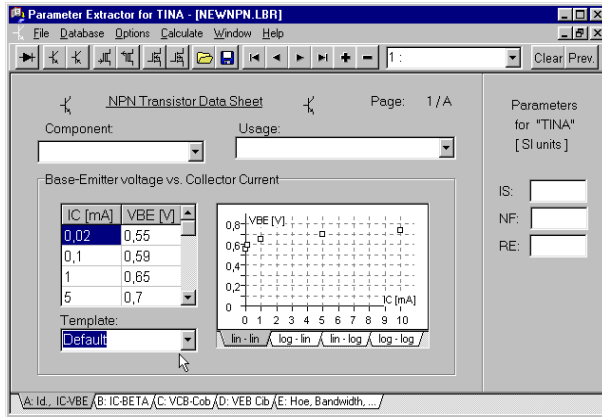 Parameter Extractor for TINA - [NEWNPN.LBR]
File Database Options Calculate Window Help
1 : Clear Prev.
NPN Transistor Data Sheet Page: 1/A
Component: Usage:
Parameters
for "TINA"
[ SI units ]
Base-Emitter voltage vs. Collector Current
IC [mA] VBE [V]
0,02 0,55
0,1 0,59
1 0,65
5 0,7
Template:
Default
VBE [V]
0,8
0,6
0,4
0,2
0
IC [mA]
0 1 2 3 4 5 6 7 8 9 10
lin - lin log - lin lin - log log - log
IS:
NF:
RE:
A: Id., IC-VBE B: IC-BETA C: VCB-Cob D: VEB Cib E: Hoe, Bandwidth, ...